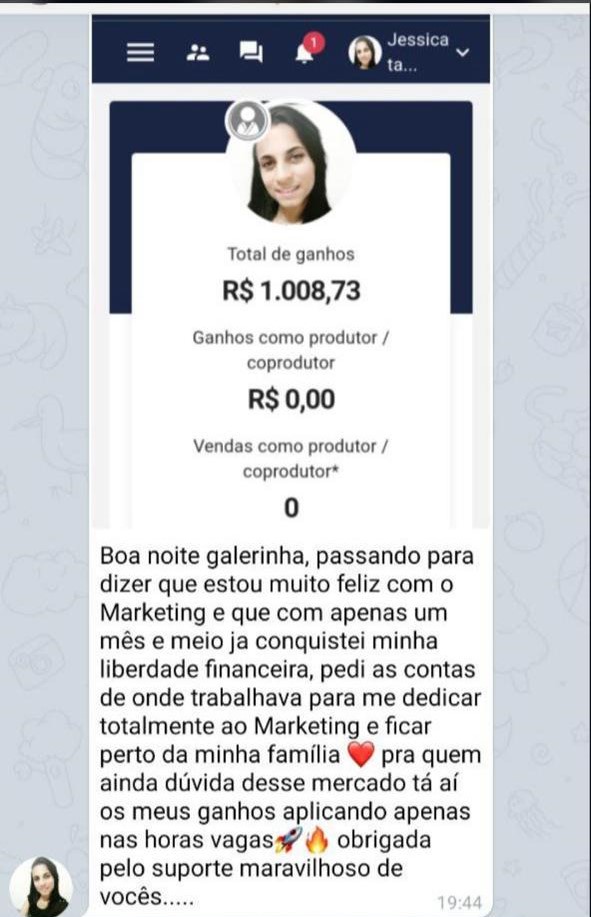 1
Jessica
ta...
Total de ganhos
R$ 1.008,73
Ganhos como produtor /
coprodutor
R$ 0,00
Vendas como produtor /
coprodutor*
0
Boa noite galerinha, passando para
dizer que estou muito feliz com o
Marketing e que com apenas um
mês e meio ja conquistei minha
liberdade financeira, pedi as contas
de onde trabalhava para me dedicar
totalmente ao Marketing e ficar
perto da minha família ❤️ pra quem
ainda dúvida desse mercado tá aí
os meus ganhos aplicando apenas
nas horas vagas🚀🔥 obrigada
pelo suporte maravilhoso de
vocês.....
19:44